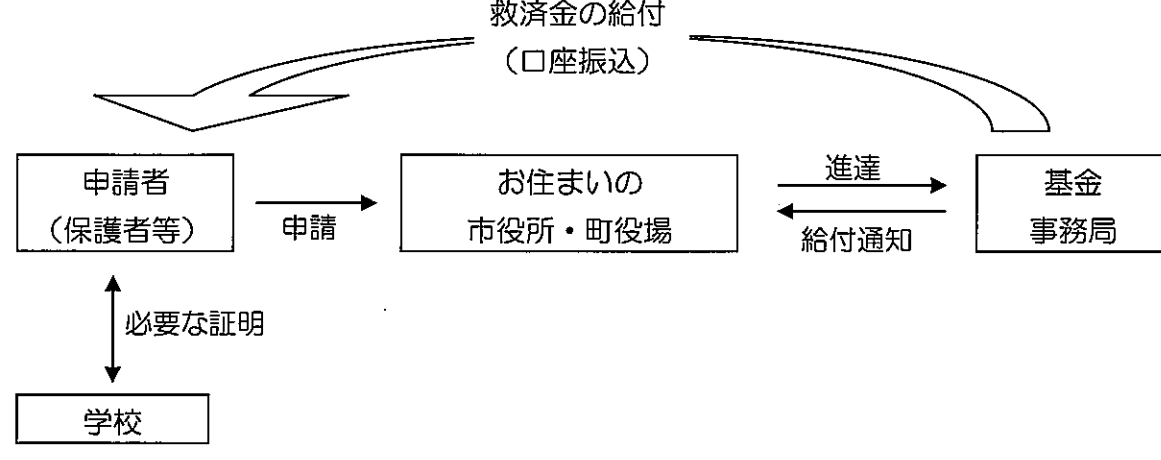 救済金の給付
（口座振込）
申請者
（保護者等）
申請
お住まいの
市役所・町役場
進達
給付通知
基金
事務局
必要な証明
学校